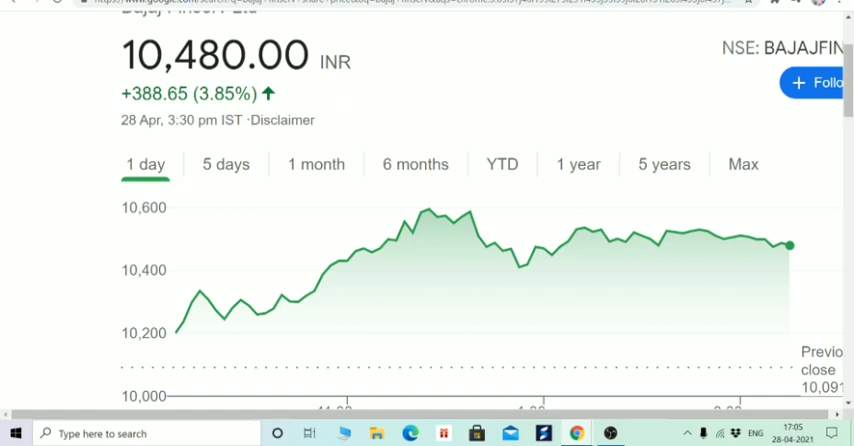 10,480.00 INR
NSE: BAJAJFIN
+388.65 (3.85%) ↑
+ Follo
28 Apr, 3:30 pm IST · Disclaimer
1 day 5 days 1 month 6 months YTD 1 year 5 years Max
10,600
10,400
10,200
Previo
close
10,091
10,000
Type here to search
ENG
17:05
28-04-2021